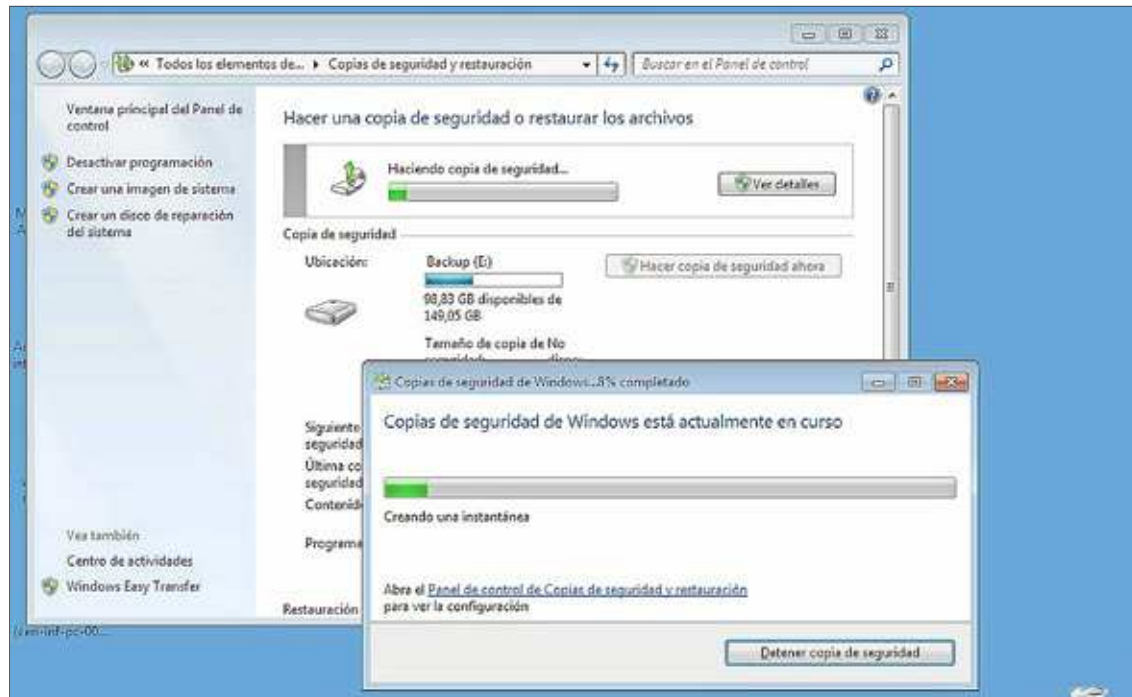 « Todos los elementos de... ▸ Copias de seguridad y restauración
Buscar en el Panel de control
Ventana principal del Panel de
control
Desactivar programación
Crear una imagen de sistema
Crear un disco de reparación
del sistema
Vea también
Centro de actividades
Windows Easy Transfer
Hacer una copia de seguridad o restaurar los archivos
Haciendo copia de seguridad...
Ver detalles
Copia de seguridad
Ubicación:
Backup (E:)
98,83 GB disponibles de
149,05 GB
Hacer copia de seguridad ahora
Tamaño de copia de No
Siguiente
seguridad
Última co
seguridad
Contenid
Programa
Restauración
Copias de seguridad de Windows...8% completado
Copias de seguridad de Windows está actualmente en curso
Creando una instantánea
Abra el Panel de control de Copias de seguridad y restauración
para ver la configuración
Detener copia de seguridad